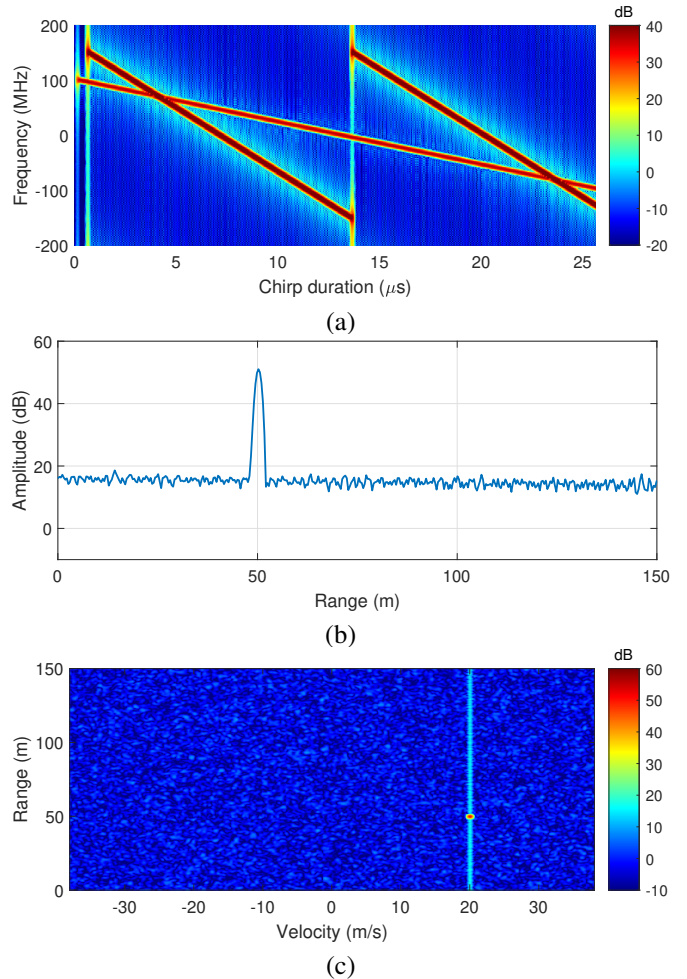 dB
200
100
0
-100
-200
Frequency (MHz)
0 5 10 15 20 25
Chirp duration (μs)
40
30
20
10
0
-10
-20
(a)
60
40
20
0
Amplitude (dB)
0 50 100 150
Range (m)
(b)
dB
150
100
50
0
Range (m)
-30 -20 -10 0 10 20 30
Velocity (m/s)
60
50
40
30
20
10
0
-10
(c)